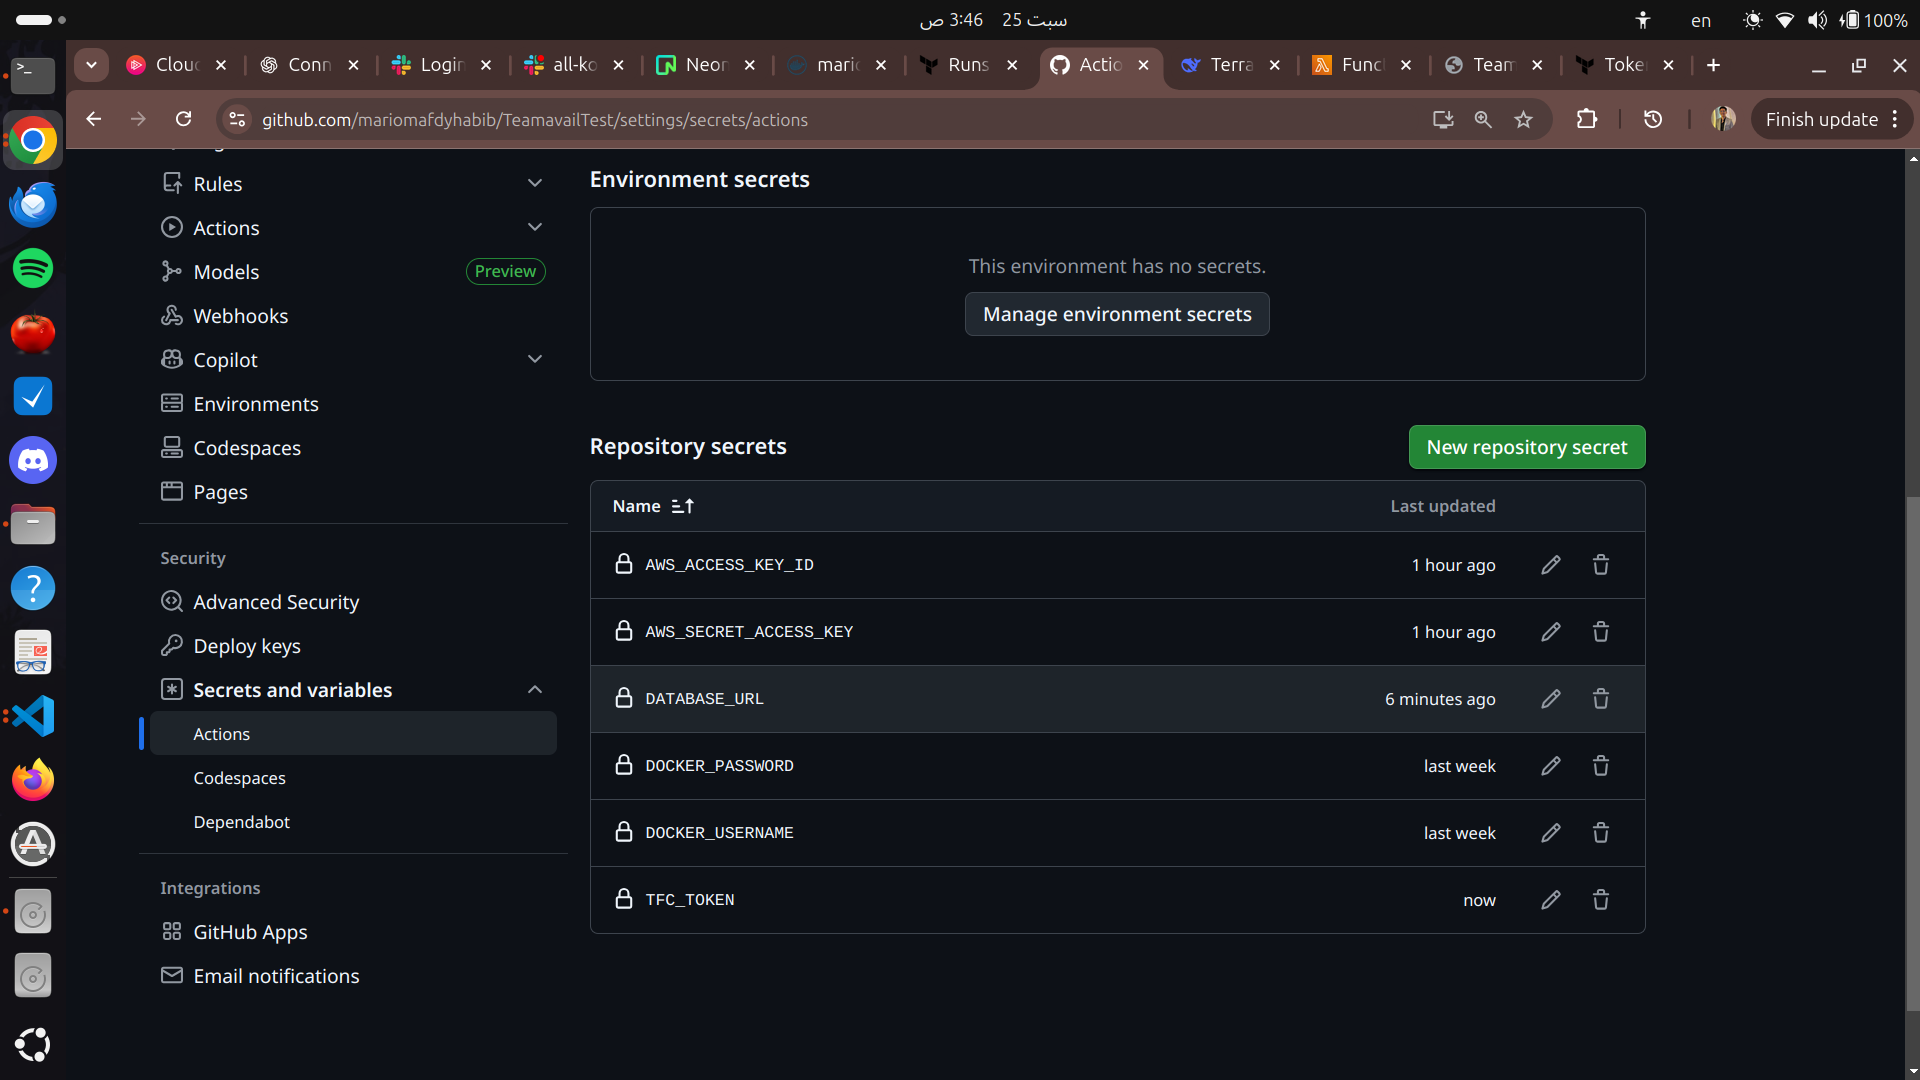 سبت 25 3:46 ص
en
100%
Clou
Conn
Login
all-ko
Neon
mari
Runs
Actio
Terra
Func
Team
Toke
github.com/mariomafdyhabib/TeamavailTest/settings/secrets/actions
Finish update
Rules
Actions
Models
Preview
Webhooks
Copilot
Environments
Codespaces
Pages
Security
Advanced Security
Deploy keys
Secrets and variables
Actions
Codespaces
Dependabot
Integrations
GitHub Apps
Email notifications
Environment secrets
This environment has no secrets.
Manage environment secrets
Repository secrets
New repository secret
Name
Last updated
AWS_ACCESS_KEY_ID 1 hour ago
AWS_SECRET_ACCESS_KEY 1 hour ago
DATABASE_URL 6 minutes ago
DOCKER_PASSWORD last week
DOCKER_USERNAME last week
TFC_TOKEN now